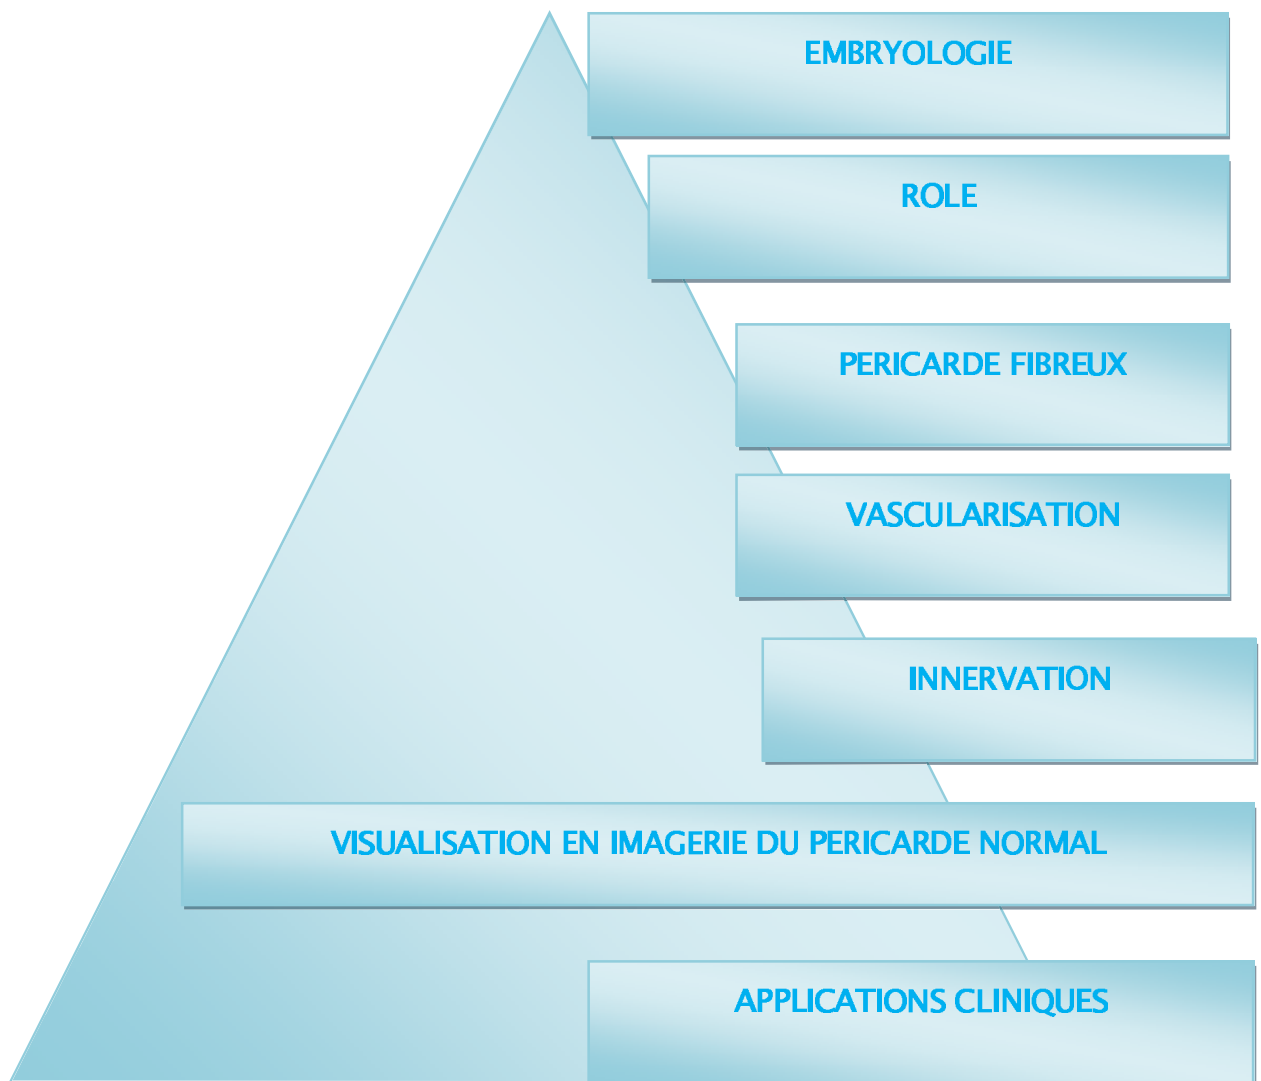 EMBRYOLOGIE
ROLE
PERICARDE FIBREUX
VASCULARISATION
INNERVATION
VISUALISATION EN IMAGERIE DU PERICARDE NORMAL
APPLICATIONS CLINIQUES